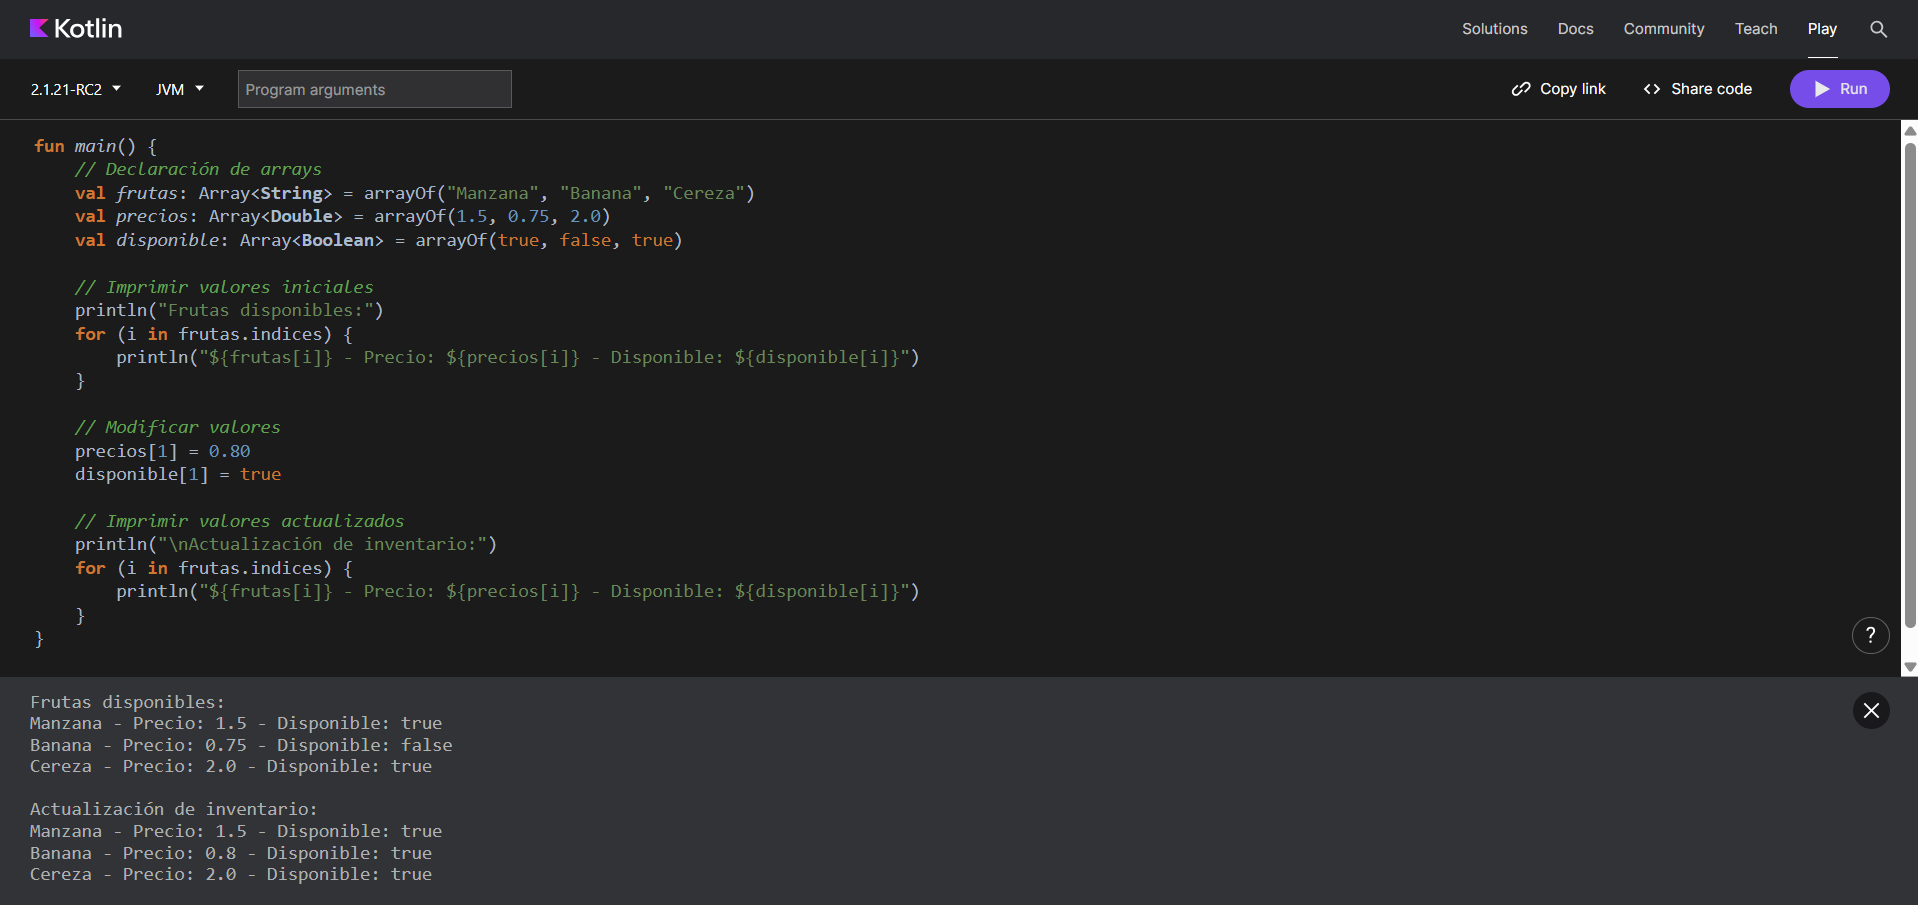 Kotlin
Solutions Docs Community Teach Play
2.1.21-RC2 JVM Program arguments Copy link <> Share code Run
fun main() {
    // Declaración de arrays
    val frutas: Array<String> = arrayOf("Manzana", "Banana", "Cereza")
    val precios: Array<Double> = arrayOf(1.5, 0.75, 2.0)
    val disponible: Array<Boolean> = arrayOf(true, false, true)

    // Imprimir valores iniciales
    println("Frutas disponibles:")
    for (i in frutas.indices) {
        println("${frutas[i]} - Precio: ${precios[i]} - Disponible: ${disponible[i]}")
    }

    // Modificar valores
    precios[1] = 0.80
    disponible[1] = true

    // Imprimir valores actualizados
    println("\nActualización de inventario:")
    for (i in frutas.indices) {
        println("${frutas[i]} - Precio: ${precios[i]} - Disponible: ${disponible[i]}")
    }
}
?
Frutas disponibles:
Manzana - Precio: 1.5 - Disponible: true
Banana - Precio: 0.75 - Disponible: false
Cereza - Precio: 2.0 - Disponible: true

Actualización de inventario:
Manzana - Precio: 1.5 - Disponible: true
Banana - Precio: 0.8 - Disponible: true
Cereza - Precio: 2.0 - Disponible: true